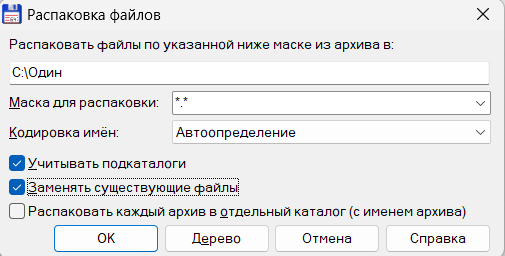 Распаковка файлов
Распаковать файлы по указанной ниже маске из архива в:
C:\Один
Маска для распаковки: *.*
Кодировка имён: Автоопределение
Учитывать подкаталоги
Заменять существующие файлы
Распаковать каждый архив в отдельный каталог (с именем архива)
OK Дерево Отмена Справка